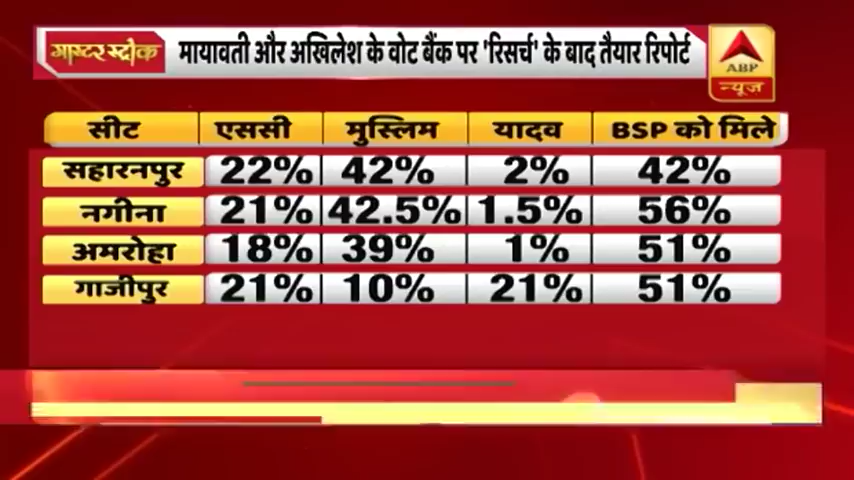 मास्टर स्ट्रोक
मायावती और अखिलेश के वोट बैंक पर 'रिसर्च' के बाद तैयार रिपोर्ट
ABP
न्यूज़
सीट एससी मुस्लिम यादव BSP को मिले
सहारनपुर 22% 42% 2% 42%
नगीना 21% 42.5% 1.5% 56%
अमरोहा 18% 39% 1% 51%
गाजीपुर 21% 10% 21% 51%